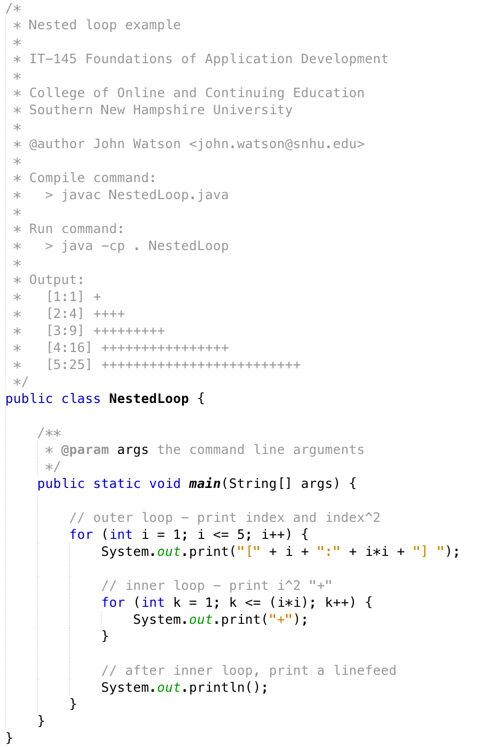 /*
 * Nested loop example
 *
 * IT-145 Foundations of Application Development
 *
 * College of Online and Continuing Education
 * Southern New Hampshire University
 *
 * @author John Watson <john.watson@snhu.edu>
 *
 * Compile command:
 *   > javac NestedLoop.java
 *
 * Run command:
 *   > java -cp . NestedLoop
 *
 * Output:
 *   [1:1] +
 *   [2:4] ++++
 *   [3:9] +++++++++
 *   [4:16] ++++++++++++++++
 *   [5:25] +++++++++++++++++++++++++
 */
public class NestedLoop {

    /**
     * @param args the command line arguments
     */
    public static void main(String[] args) {

        // outer loop - print index and index^2
        for (int i = 1; i <= 5; i++) {
            System.out.print("[" + i + ":" + i*i + "] ");

            // inner loop - print i^2 "+"
            for (int k = 1; k <= (i*i); k++) {
                System.out.print("+");
            }

            // after inner loop, print a linefeed
            System.out.println();
        }
    }
}